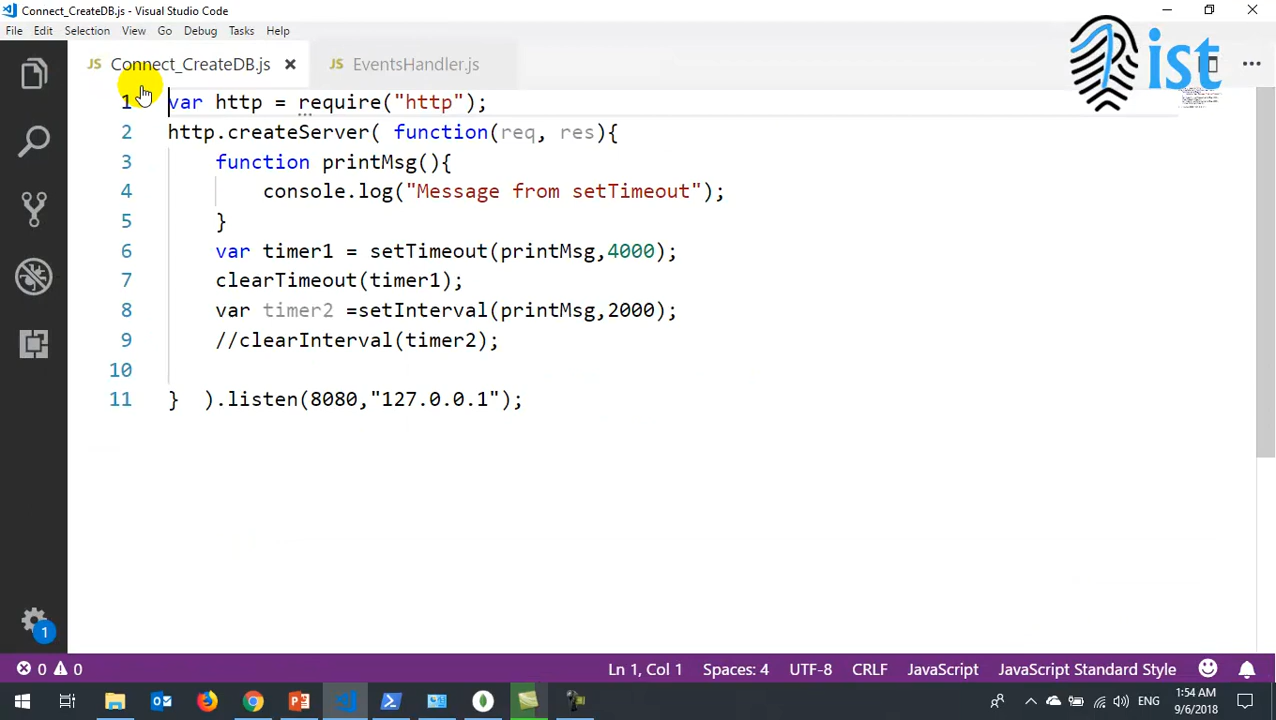 Connect_CreateDB.js - Visual Studio Code
File Edit Selection View Go Debug Tasks Help
JS Connect_CreateDB.js JS EventsHandler.js
ist
1 var http = require("http");
2 http.createServer( function(req, res){
3 function printMsg(){
4 console.log("Message from setTimeout");
5 }
6 var timer1 = setTimeout(printMsg,4000);
7 clearTimeout(timer1);
8 var timer2 =setInterval(printMsg,2000);
9 //clearInterval(timer2);
10
11 } ).listen(8080,"127.0.0.1");
1
0 0 Ln 1, Col 1 Spaces: 4 UTF-8 CRLF JavaScript JavaScript Standard Style
ENG 1:54 AM
9/6/2018